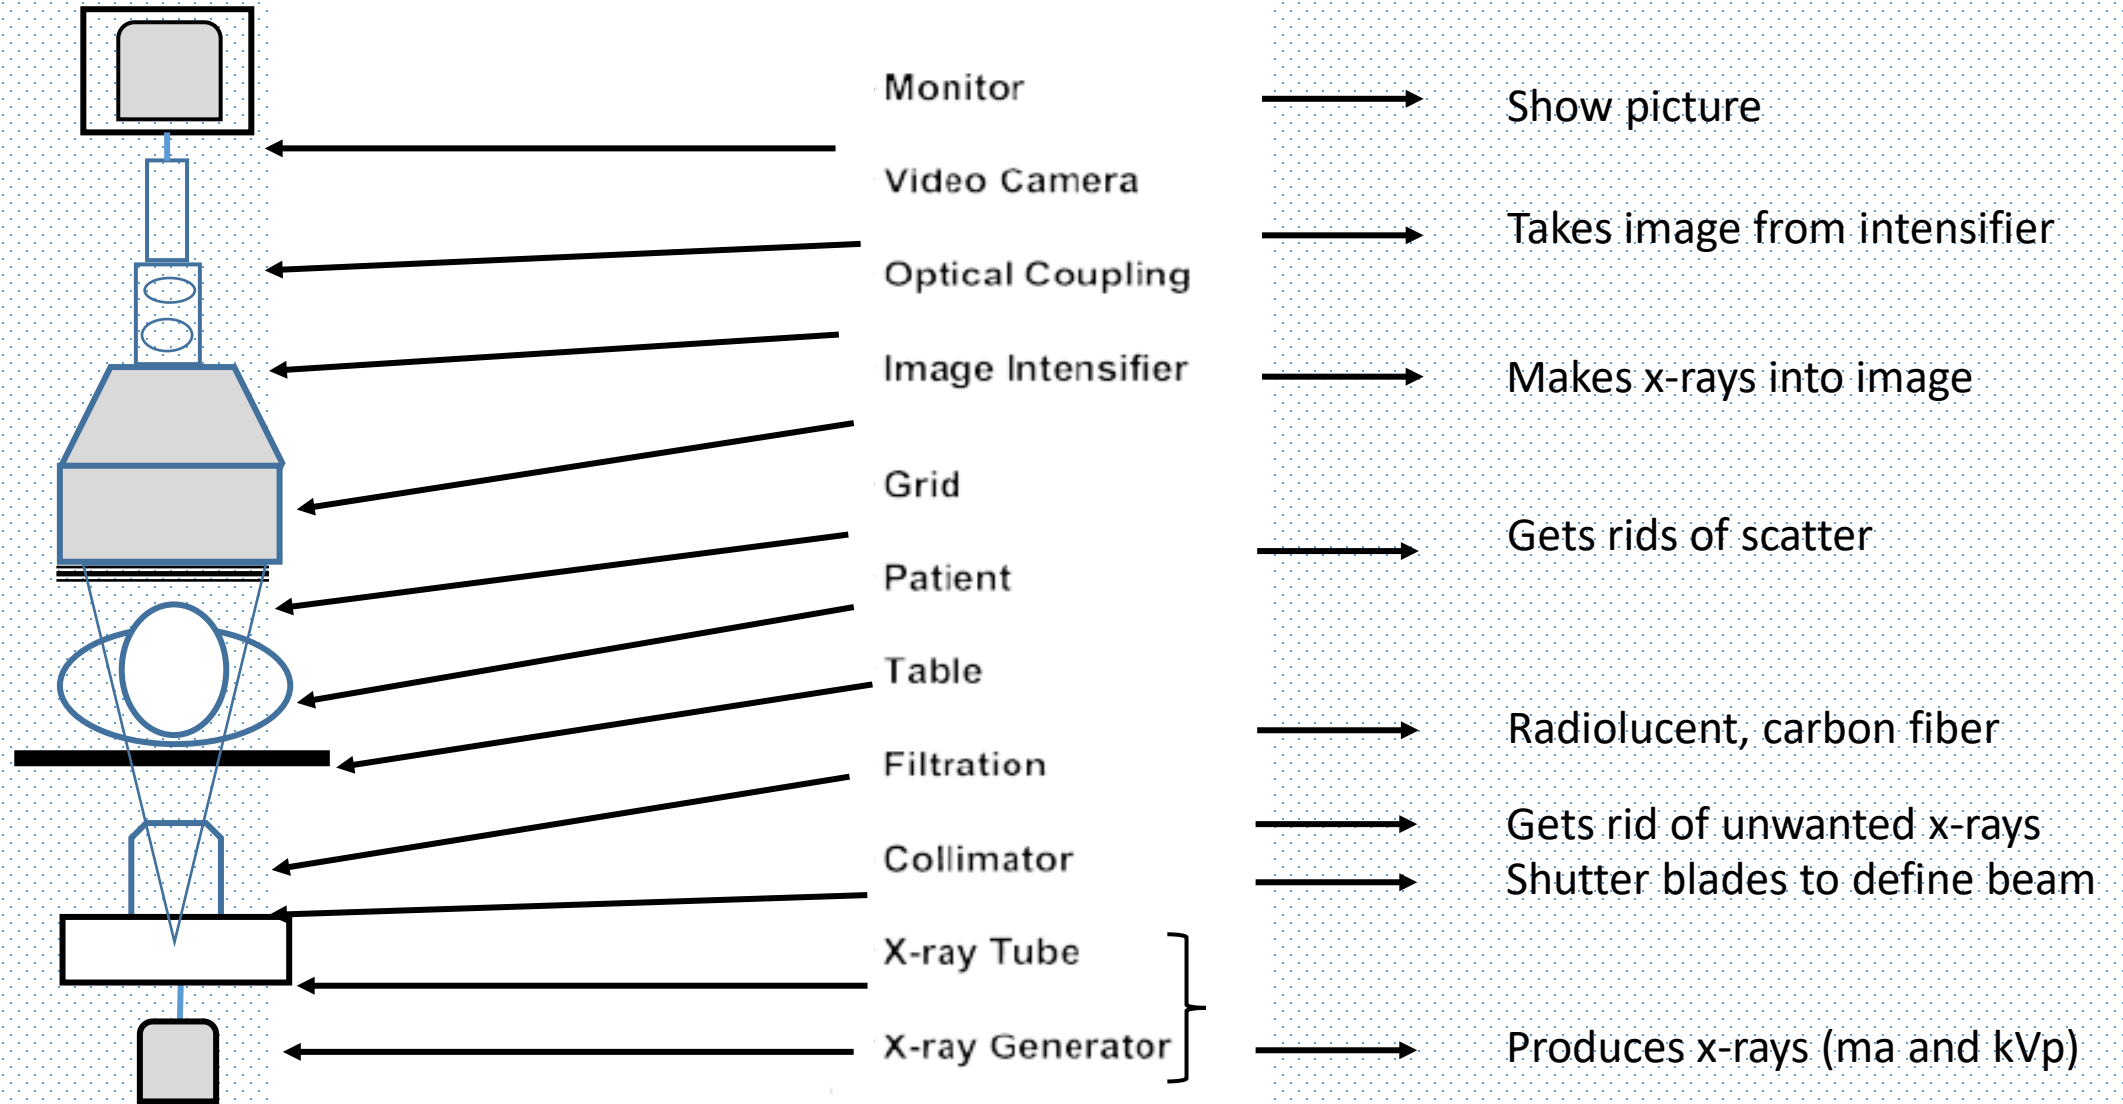 Monitor
Show picture
Video Camera
Takes image from intensifier
Optical Coupling
Image Intensifier
Makes x-rays into image
Grid
Gets rids of scatter
Patient
Table
Radiolucent, carbon fiber
Filtration
Gets rid of unwanted x-rays
Collimator
Shutter blades to define beam
X-ray Tube
X-ray Generator
Produces x-rays (ma and kVp)